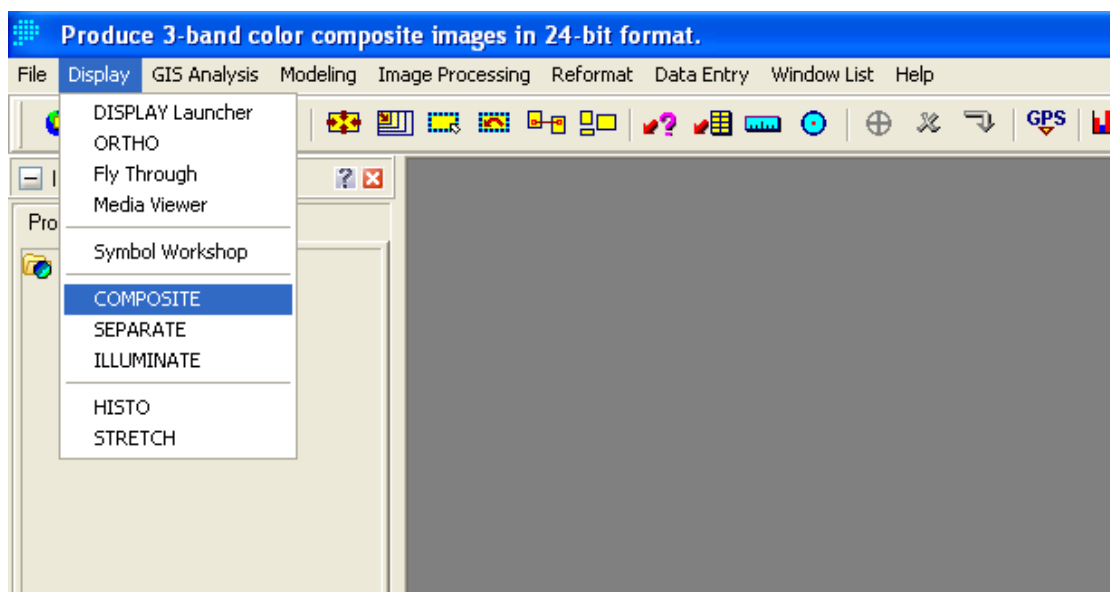 Produce 3-band color composite images in 24-bit format.
File Display GIS Analysis Modeling Image Processing Reformat Data Entry Window List Help
DISPLAY Launcher
ORTHO
Fly Through
Media Viewer
Symbol Workshop
COMPOSITE
SEPARATE
ILLUMINATE
HISTO
STRETCH
GPS
Pro